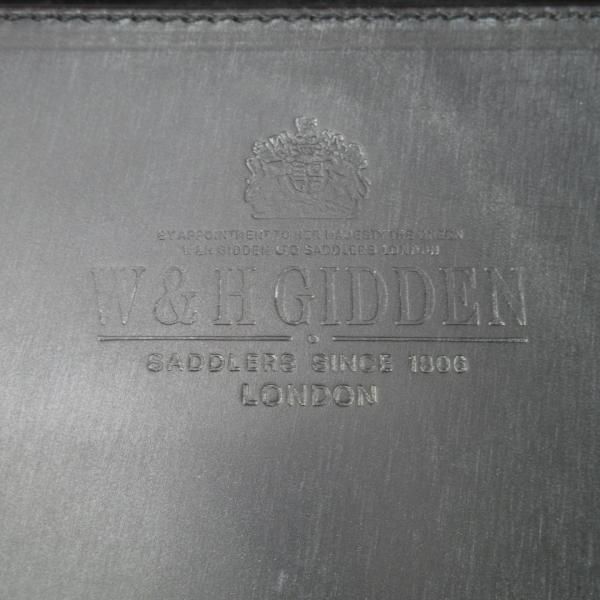 BY APPOINTMENT TO HER MAJESTY THE QUEEN
W & H GIDDEN LTD SADDLERS LONDON
W & H GIDDEN
SADDLERS SINCE 1806
LONDON